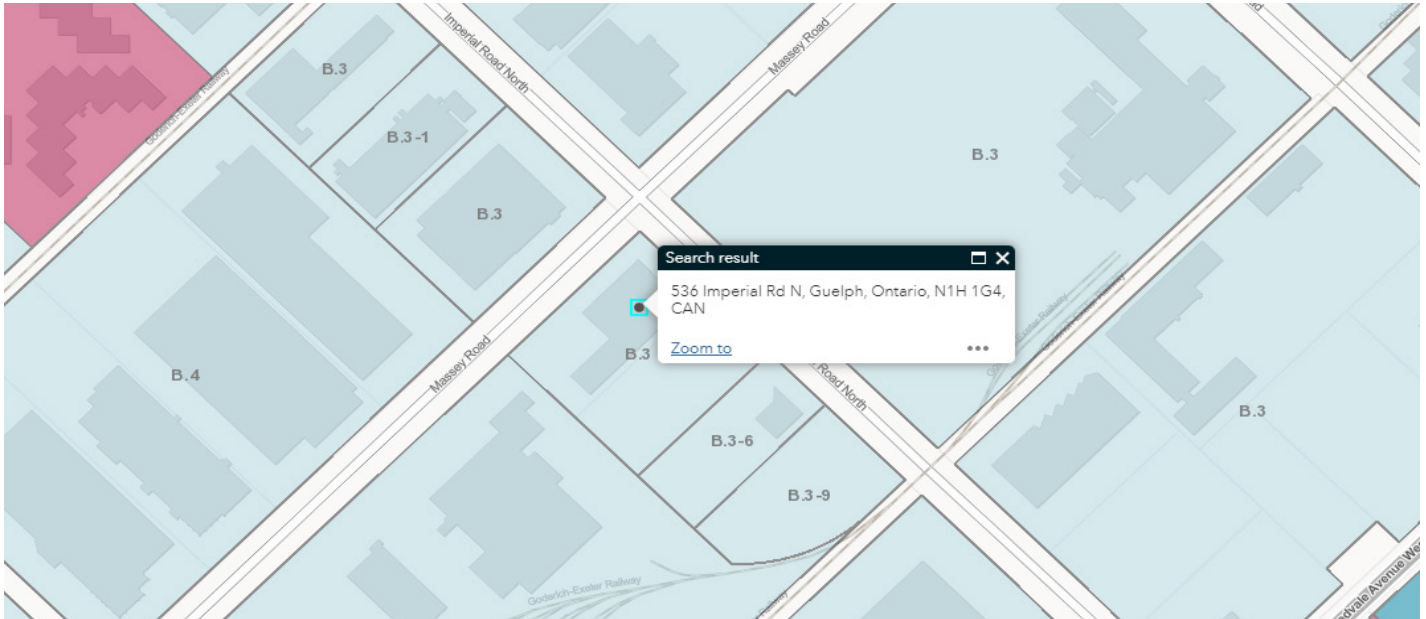 Imperial Road North
Massey Road
Goderich-Exeter Railway
B.3
B.3-1
B.3
B.3
Search result
536 Imperial Rd N, Guelph, Ontario, N1H 1G4,
CAN
Zoom to
B.3
Road North
Massey Road
B.4
B.3-6
B.3
B.3-9
Goderich-Exeter Railway
Railway